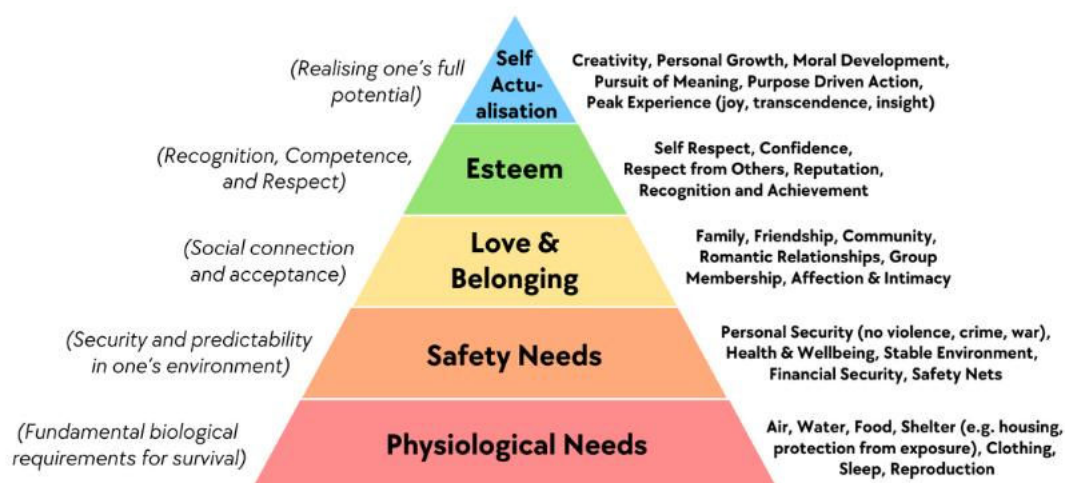 (Realising one's full
potential)
Self
Actu-
alisation
Creativity, Personal Growth, Moral Development,
Pursuit of Meaning, Purpose Driven Action,
Peak Experience (joy, transcendence, insight)
(Recognition, Competence,
and Respect)
Esteem
Self Respect, Confidence,
Respect from Others, Reputation,
Recognition and Achievement
(Social connection
and acceptance)
Love &
Belonging
Family, Friendship, Community,
Romantic Relationships, Group
Membership, Affection & Intimacy
(Security and predictability
in one's environment)
Safety Needs
Personal Security (no violence, crime, war),
Health & Wellbeing, Stable Environment,
Financial Security, Safety Nets
(Fundamental biological
requirements for survival)
Physiological Needs
Air, Water, Food, Shelter (e.g. housing,
protection from exposure), Clothing,
Sleep, Reproduction